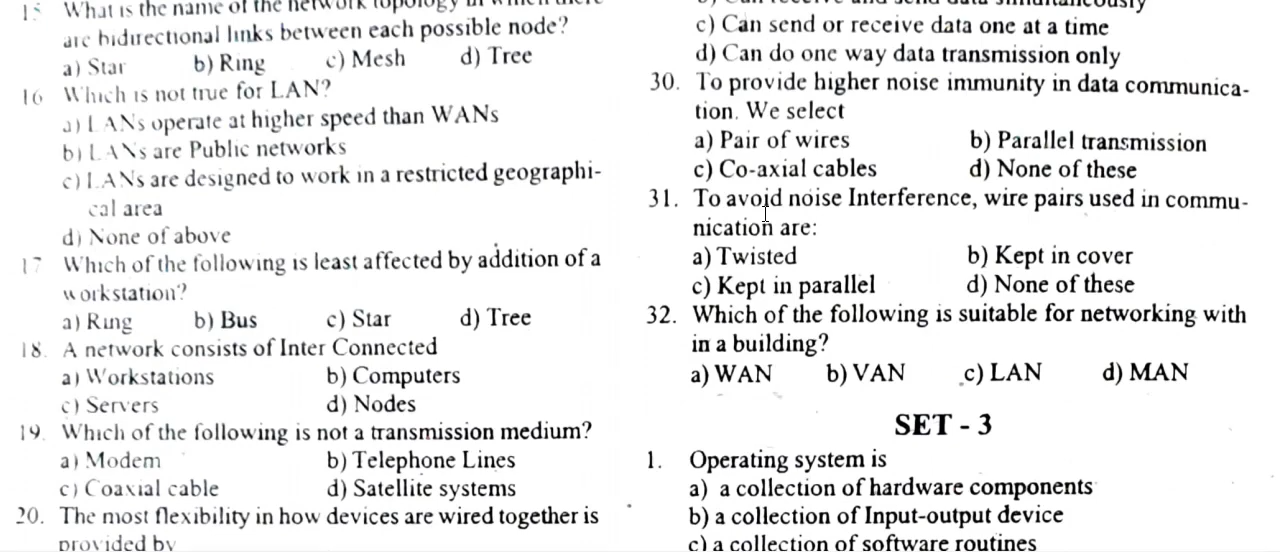 15 What is the name of the network topology in which there
are bidirectional links between each possible node?
a) Star b) Ring c) Mesh d) Tree
16 Which is not true for LAN?
a) LANs operate at higher speed than WANs
b) LANs are Public networks
c) LANs are designed to work in a restricted geographi-
cal area
d) None of above
17 Which of the following is least affected by addition of a
workstation?
a) Ring b) Bus c) Star d) Tree
18. A network consists of Inter Connected
a) Workstations b) Computers
c) Servers d) Nodes
19. Which of the following is not a transmission medium?
a) Modem b) Telephone Lines
c) Coaxial cable d) Satellite systems
20. The most flexibility in how devices are wired together is
provided by
b) Can receive and send data simultaneously
c) Can send or receive data one at a time
d) Can do one way data transmission only
30. To provide higher noise immunity in data communica-
tion. We select
a) Pair of wires b) Parallel transmission
c) Co-axial cables d) None of these
31. To avoid noise Interference, wire pairs used in commu-
nication are:
a) Twisted b) Kept in cover
c) Kept in parallel d) None of these
32. Which of the following is suitable for networking with
in a building?
a) WAN b) VAN c) LAN d) MAN
SET - 3
1. Operating system is
a) a collection of hardware components
b) a collection of Input-output device
c) a collection of software routines